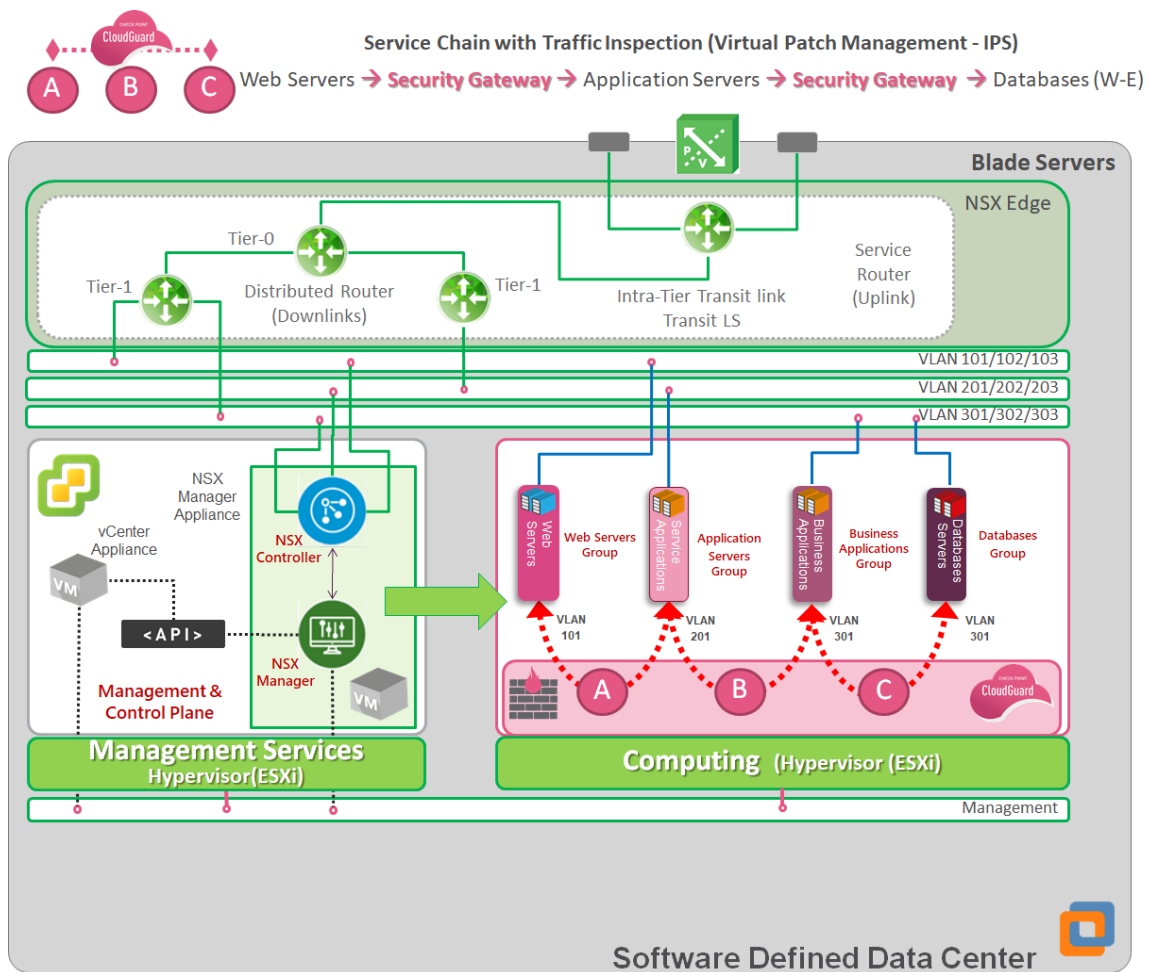 CHECK POINT
CloudGuard
A
B
C
Service Chain with Traffic Inspection (Virtual Patch Management - IPS)
Web Servers → Security Gateway → Application Servers → Security Gateway → Databases (W-E)
P
V
Blade Servers
NSX Edge
Tier-0
Tier-1
Distributed Router
(Downlinks)
Tier-1
Intra-Tier Transit link
Transit LS
Service
Router
(Uplink)
VLAN 101/102/103
VLAN 201/202/203
VLAN 301/302/303
NSX
Manager
Appliance
vCenter
Appliance
VM
NSX
Controller
<API>
NSX
Manager
VM
Management &
Control Plane
Management Services
Hypervisor(ESXi)
Web
Servers
Web Servers
Group
Service
Applications
Application
Servers
Group
Business
Applications
Business
Applications
Group
Databases
Servers
Databases
Group
VLAN
101
VLAN
201
VLAN
301
VLAN
301
A
B
C
CHECK POINT
CloudGuard
Computing (Hypervisor (ESXi)
Management
Software Defined Data Center